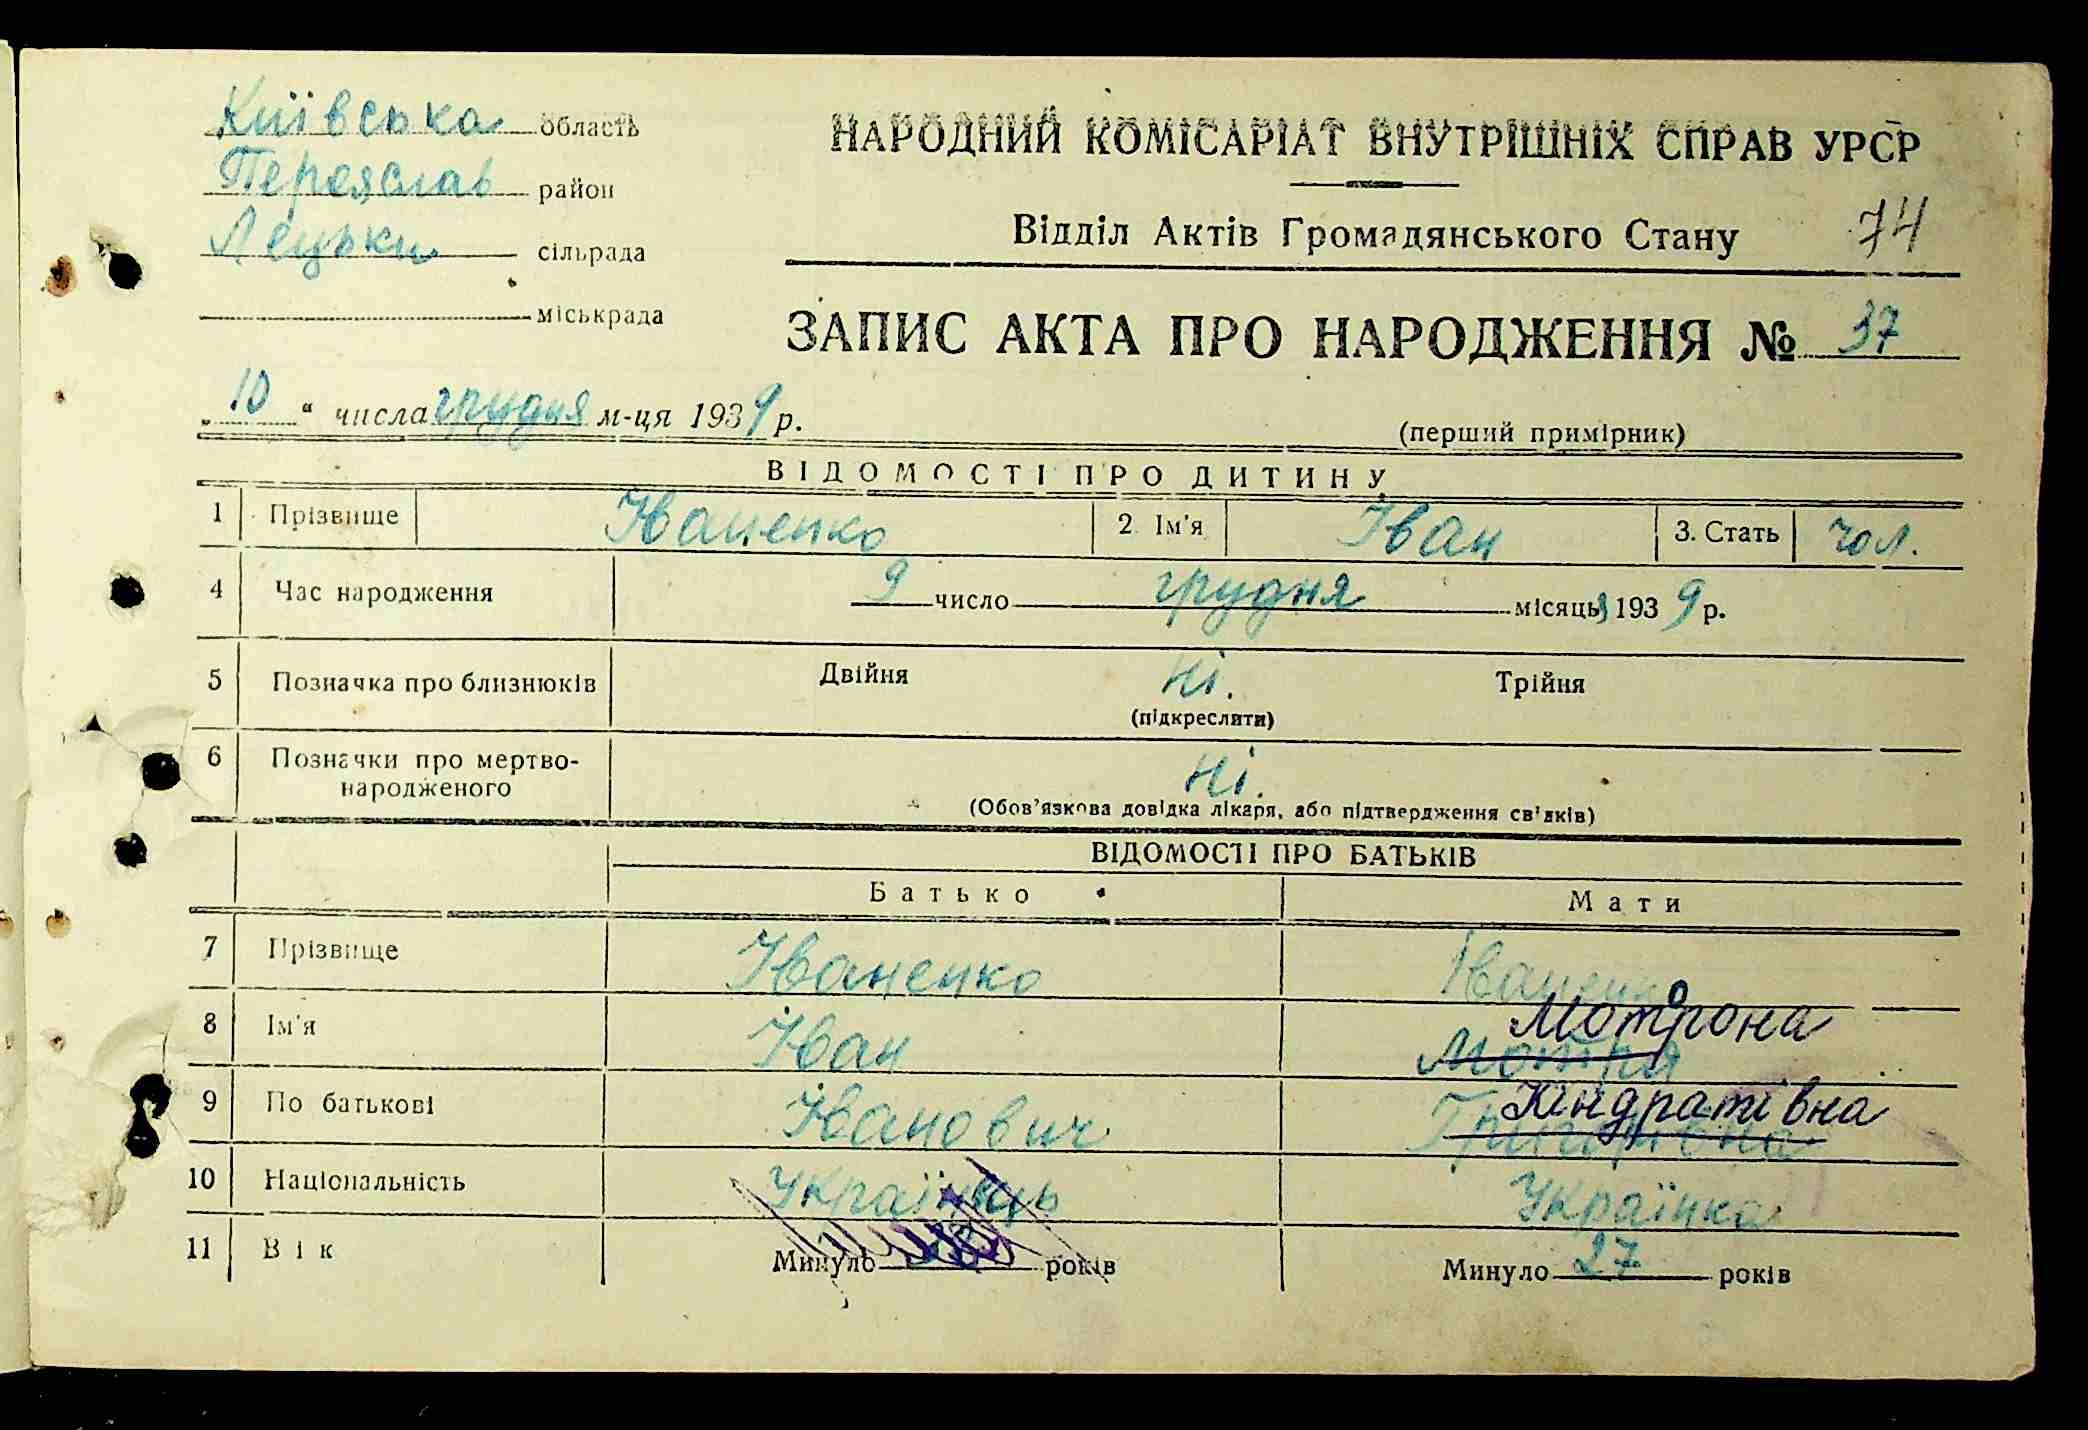 Київська область
Переяслав район
Лецьки сільрада
міськрада
НАРОДНИЙ КОМІСАРІАТ ВНУТРІШНІХ СПРАВ УРСР
Відділ Актів Громадянського Стану
74
ЗАПИС АКТА ПРО НАРОДЖЕННЯ № 37
„10“ числа грудня м-ця 1939 р.
(перший примірник)
ВІДОМОСТІ ПРО ДИТИНУ
1 Прізвище Іваненко 2. Ім'я Іван 3. Стать чол.
4 Час народження 9 число грудня місяця 1939 р.
5 Позначка про близнюків Двійня ні. Трійня
(підкреслити)
6 Позначки про мертво-
народженого ні.
(Обов'язкова довідка лікаря, або підтвердження свідків)
ВІДОМОСТІ ПРО БАТЬКІВ
Батько Мати
7 Прізвище Іваненко Іваненко
Мотрона
8 Ім'я Іван Мотря
Кіндратівна
9 По батькові Іванович Григорівна
10 Національність Українець Українка
11 Вік Минуло років Минуло 27 років